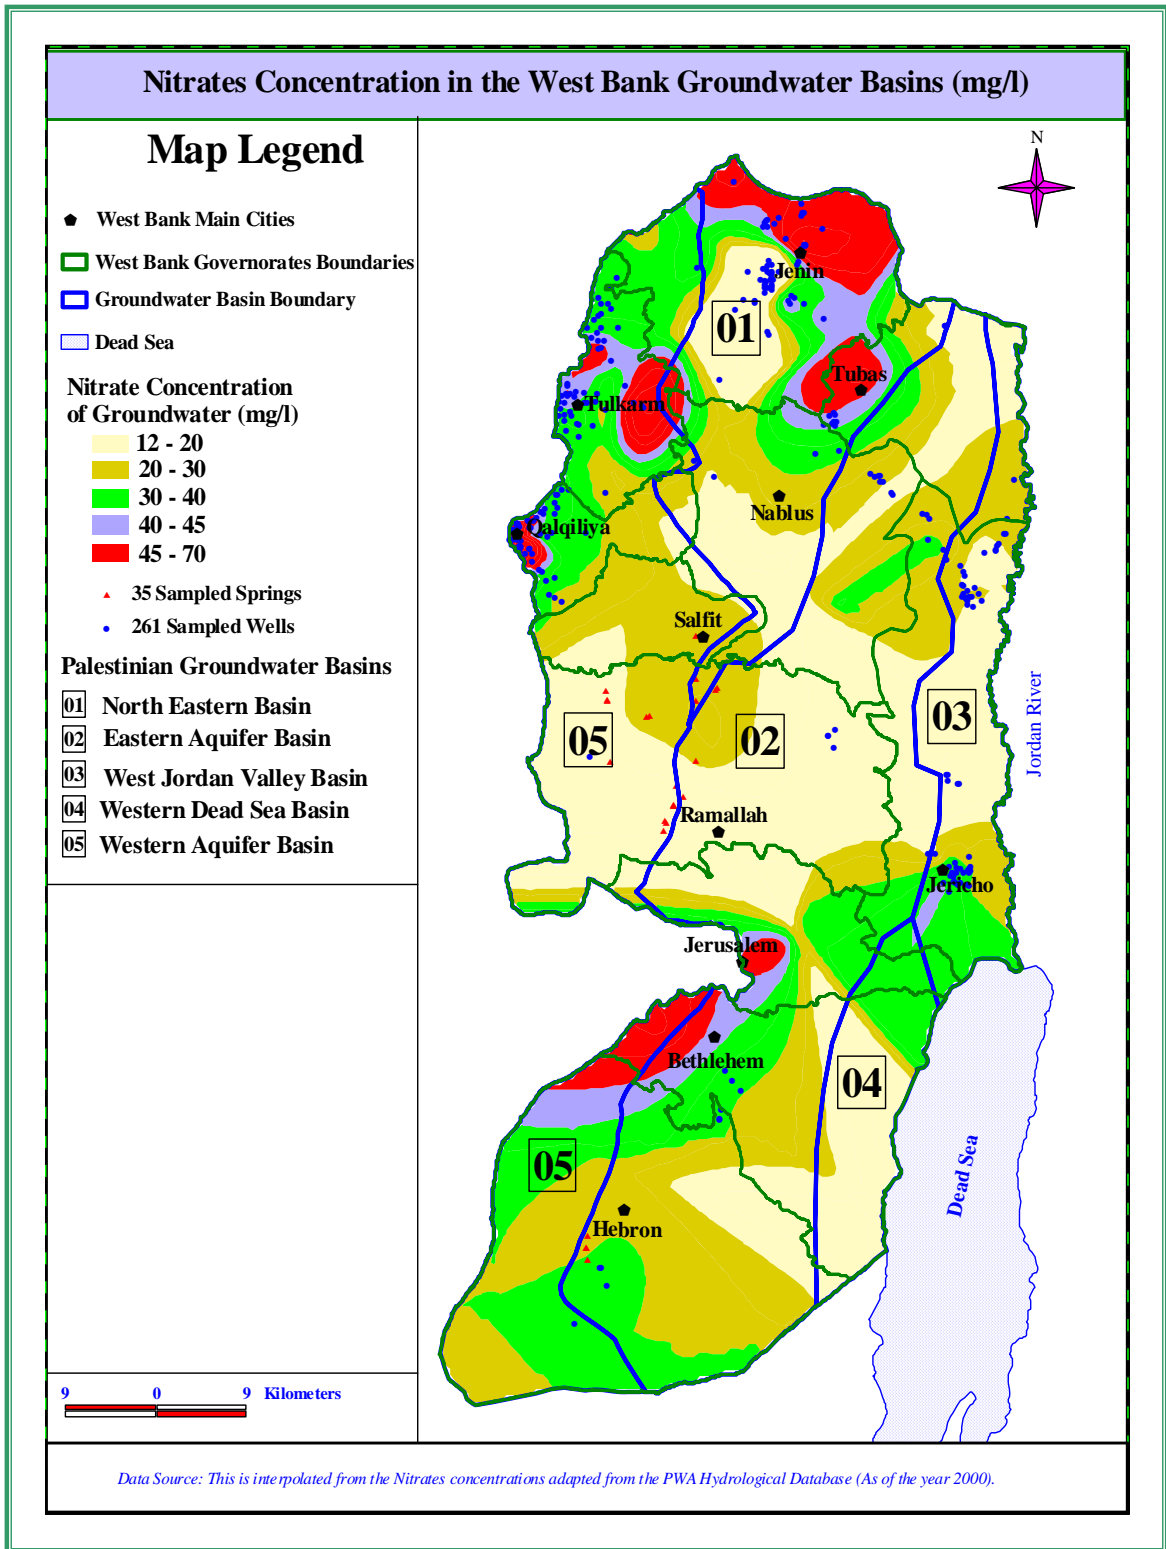 Nitrates Concentration in the West Bank Groundwater Basins (mg/l)
Map Legend
West Bank Main Cities
West Bank Governorates Boundaries
Groundwater Basin Boundary
Dead Sea
Nitrate Concentration
of Groundwater (mg/l)
12 - 20
20 - 30
30 - 40
40 - 45
45 - 70
35 Sampled Springs
261 Sampled Wells
Palestinian Groundwater Basins
01 North Eastern Basin
02 Eastern Aquifer Basin
03 West Jordan Valley Basin
04 Western Dead Sea Basin
05 Western Aquifer Basin
9 0 9 Kilometers
N
Jenin
01
Tubas
Tulkarm
Nablus
Qalqiliya
Salfit
Jordan River
03
05
02
Ramallah
Jericho
Jerusalem
Bethlehem
04
05
Dead Sea
Hebron
Data Source: This is interpolated from the Nitrates concentrations adapted from the PWA Hydrological Database (As of the year 2000).